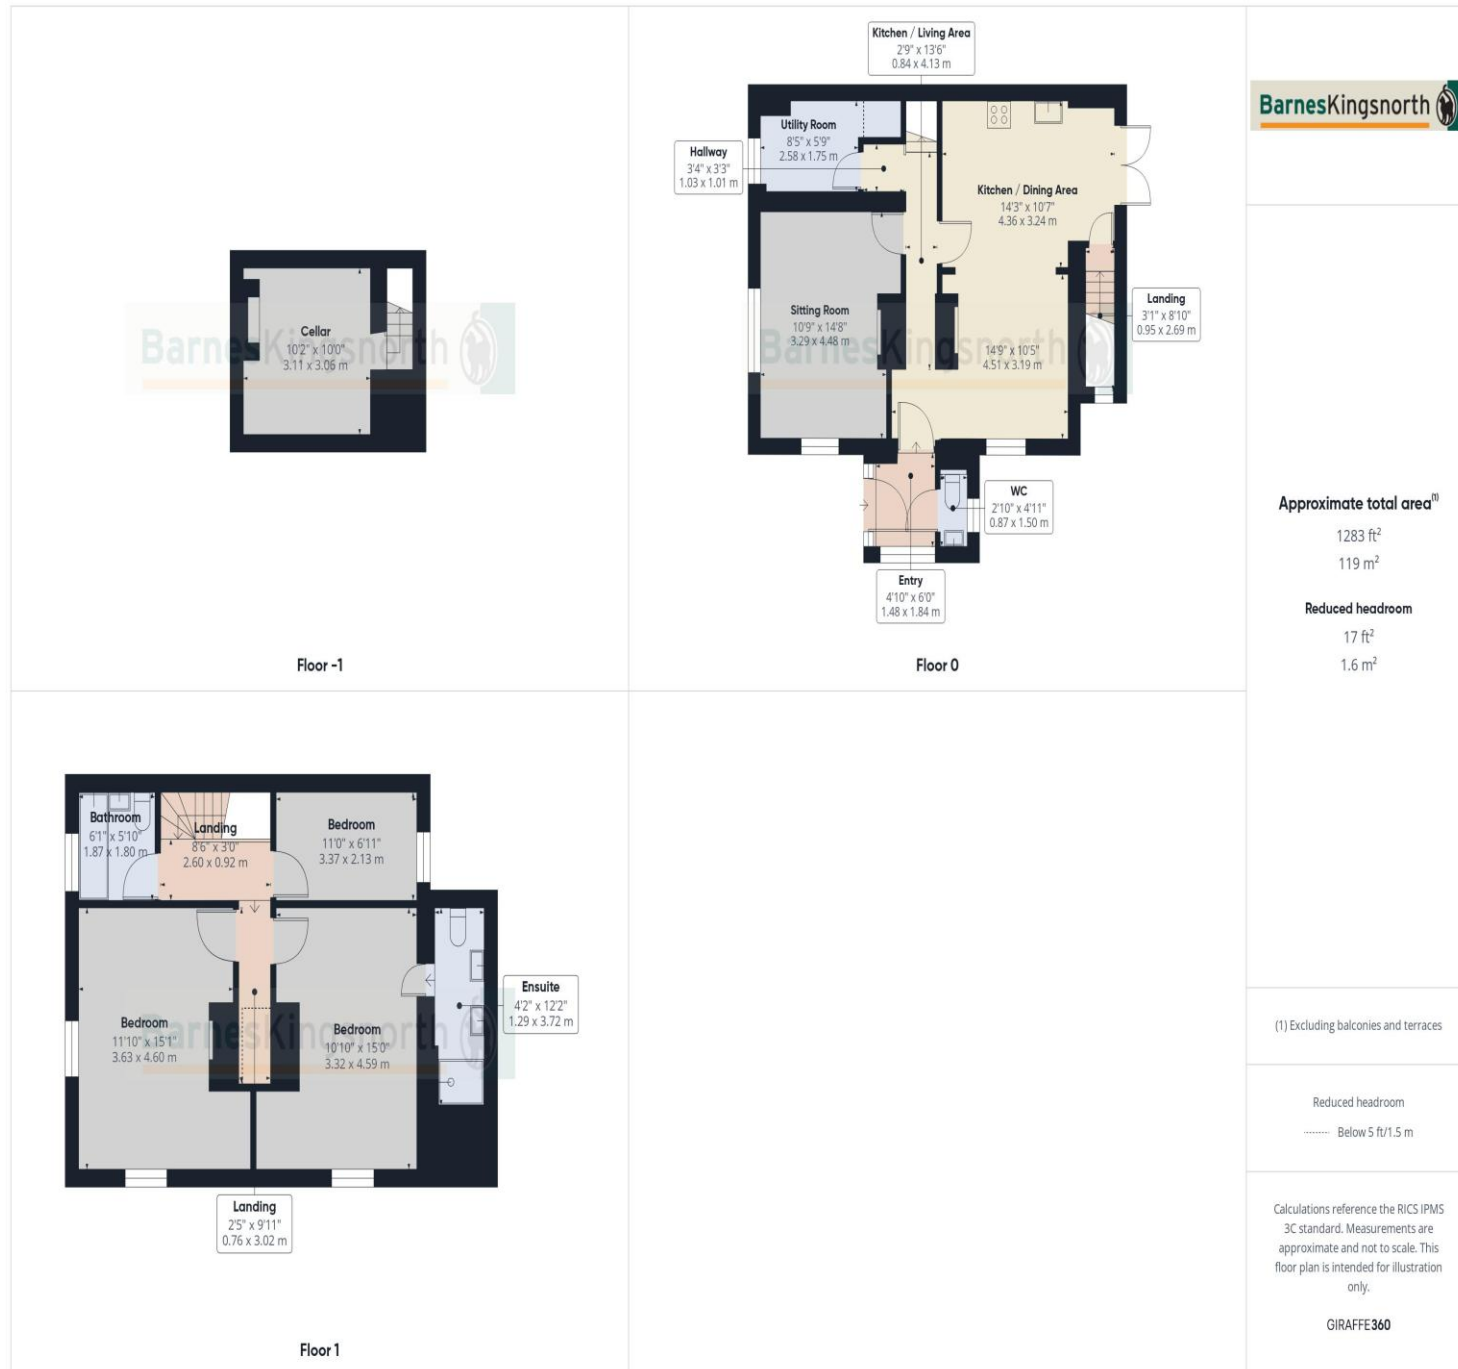 Cellar
10'2" x 10'0"
3.11 x 3.06 m
BarnesKingsnorth
Floor -1
Kitchen / Living Area
2'9" x 13'6"
0.84 x 4.13 m
Utility Room
8'5" x 5'9"
2.58 x 1.75 m
Hallway
3'4" x 3'3"
1.03 x 1.01 m
Kitchen / Dining Area
14'3" x 10'7"
4.36 x 3.24 m
Sitting Room
10'9" x 14'8"
3.29 x 4.48 m
Landing
3'1" x 8'10"
0.95 x 2.69 m
14'9" x 10'5"
4.51 x 3.19 m
BarnesKingsnorth
WC
2'10" x 4'11"
0.87 x 1.50 m
Entry
4'10" x 6'0"
1.48 x 1.84 m
Floor 0
Bathroom
6'1" x 5'10"
1.87 x 1.80 m
Landing
8'6" x 3'0"
2.60 x 0.92 m
Bedroom
11'0" x 6'11"
3.37 x 2.13 m
Ensuite
4'2" x 12'2"
1.29 x 3.72 m
Bedroom
11'10" x 15'1"
3.63 x 4.60 m
Bedroom
10'10" x 15'0"
3.32 x 4.59 m
BarnesKingsnorth
Landing
2'5" x 9'11"
0.76 x 3.02 m
Floor 1
BarnesKingsnorth
Approximate total area(1)
1283 ft²
119 m²
Reduced headroom
17 ft²
1.6 m²
(1) Excluding balconies and terraces
Reduced headroom
Below 5 ft/1.5 m
Calculations reference the RICS IPMS
3C standard. Measurements are
approximate and not to scale. This
floor plan is intended for illustration
only.
GIRAFFE360